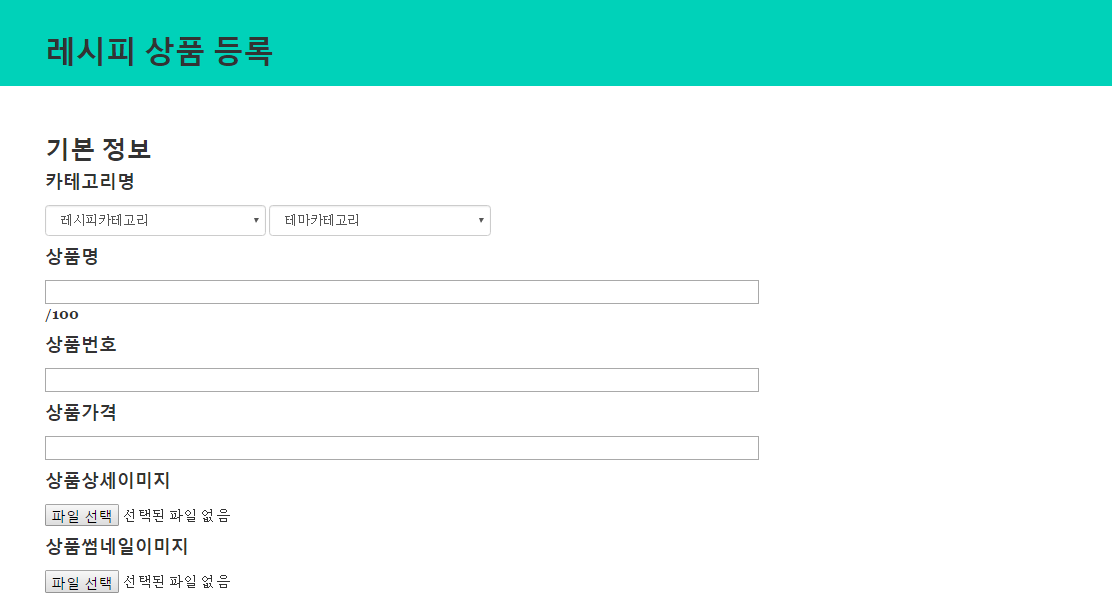 레시피 상품 등록
기본 정보
카테고리명
레시피카테고리 테마카테고리
상품명
/100
상품번호
상품가격
상품상세이미지
파일 선택 선택된 파일 없음
상품썸네일이미지
파일 선택 선택된 파일 없음